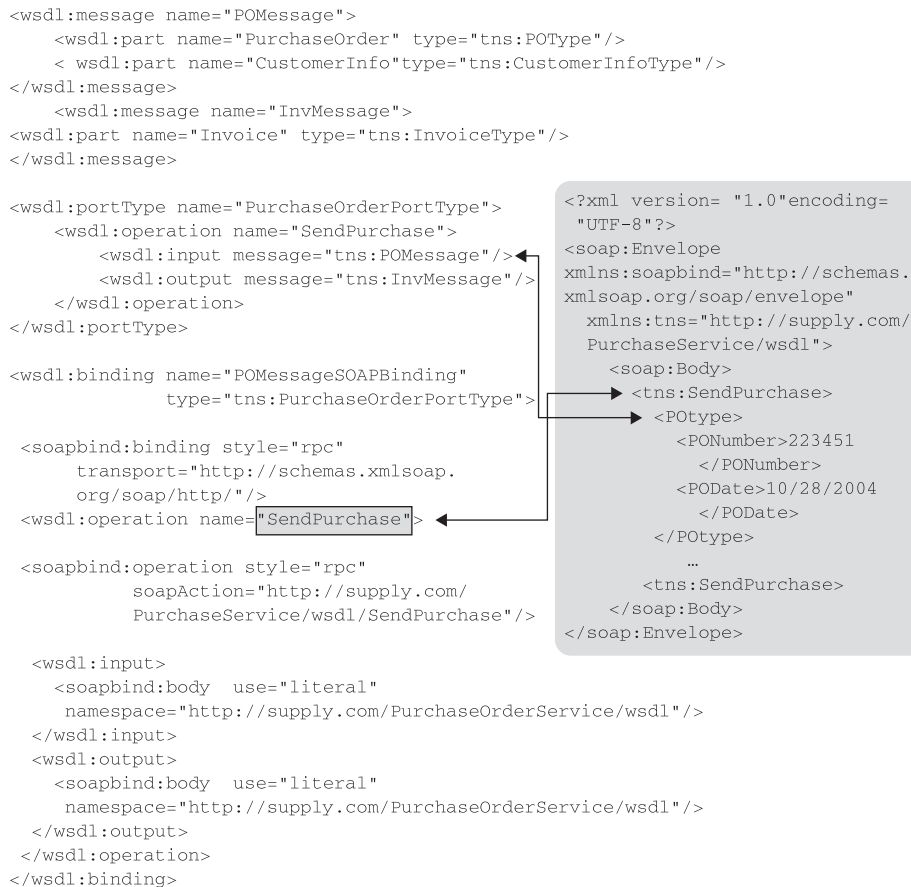 <wsdl:message name="POMessage">
<wsdl:part name="PurchaseOrder" type="tns:POType"/>
< wsdl:part name="CustomerInfo"type="tns:CustomerInfoType"/>
</wsdl:message>
<wsdl:message name="InvMessage">
<wsdl:part name="Invoice" type="tns:InvoiceType"/>
</wsdl:message>
<wsdl:portType name="PurchaseOrderPortType">
<wsdl:operation name="SendPurchase">
<wsdl:input message="tns:POMessage"/>
<wsdl:output message="tns:InvMessage"/>
</wsdl:operation>
</wsdl:portType>
<wsdl:binding name="POMessageSOAPBinding"
type="tns:PurchaseOrderPortType">
<soapbind:binding style="rpc"
transport="http://schemas.xmlsoap.
org/soap/http/"/>
<wsdl:operation name="SendPurchase">
<soapbind:operation style="rpc"
soapAction="http://supply.com/
PurchaseService/wsdl/SendPurchase"/>
<wsdl:input>
<soapbind:body use="literal"
namespace="http://supply.com/PurchaseOrderService/wsdl"/>
</wsdl:input>
<wsdl:output>
<soapbind:body use="literal"
namespace="http://supply.com/PurchaseOrderService/wsdl"/>
</wsdl:output>
</wsdl:operation>
</wsdl:binding>
<?xml version= "1.0"encoding=
"UTF-8"?>
<soap:Envelope
xmlns:soapbind="http://schemas.
xmlsoap.org/soap/envelope"
xmlns:tns="http://supply.com/
PurchaseService/wsdl">
<soap:Body>
<tns:SendPurchase>
<POtype>
<PONumber>223451
</PONumber>
<PODate>10/28/2004
</PODate>
</POtype>
…
<tns:SendPurchase>
</soap:Body>
</soap:Envelope>